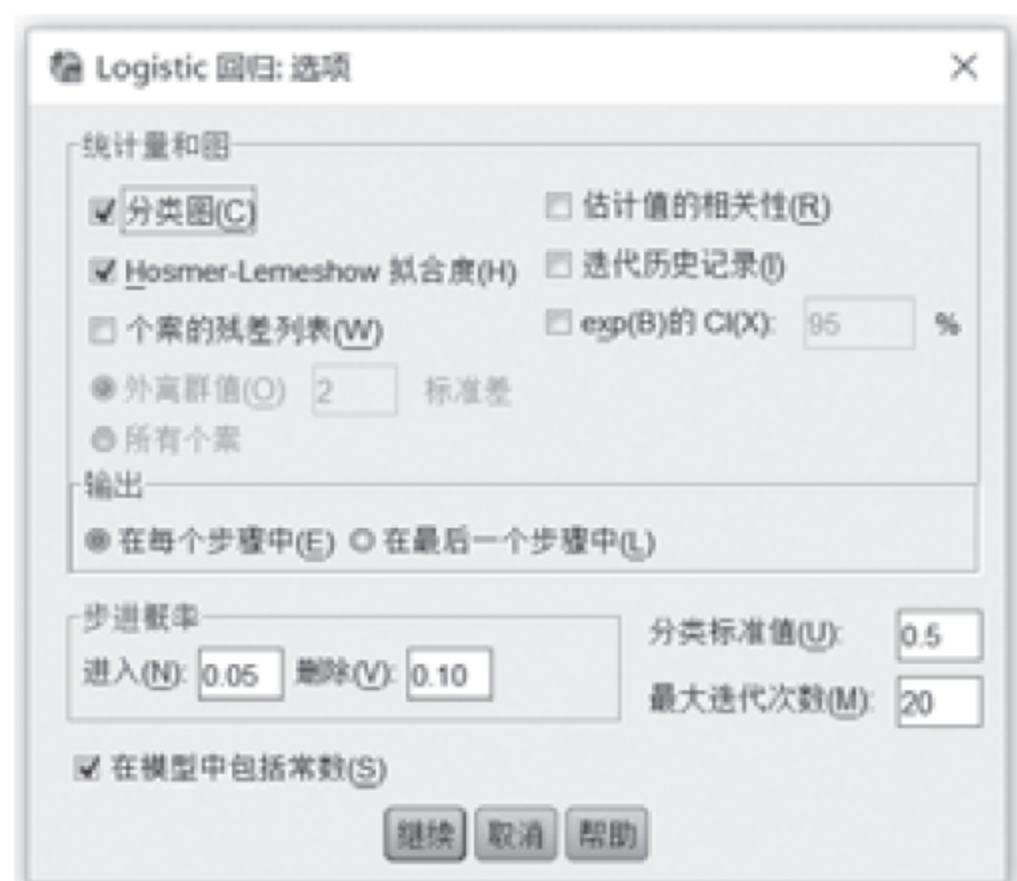 Logistic 回归: 选项
统计量和图
分类图(C)
估计值的相关性(R)
Hosmer-Lemeshow 拟合度(H)
迭代历史记录(I)
个案的残差列表(W)
exp(B)的 CI(X): 95 %
外离群值(O) 2 标准差
所有个案
输出
在每个步骤中(E) 在最后一个步骤中(L)
步进概率
进入(N): 0.05 删除(V): 0.10
分类标准值(U): 0.5
最大迭代次数(M): 20
在模型中包括常数(S)
继续 取消 帮助